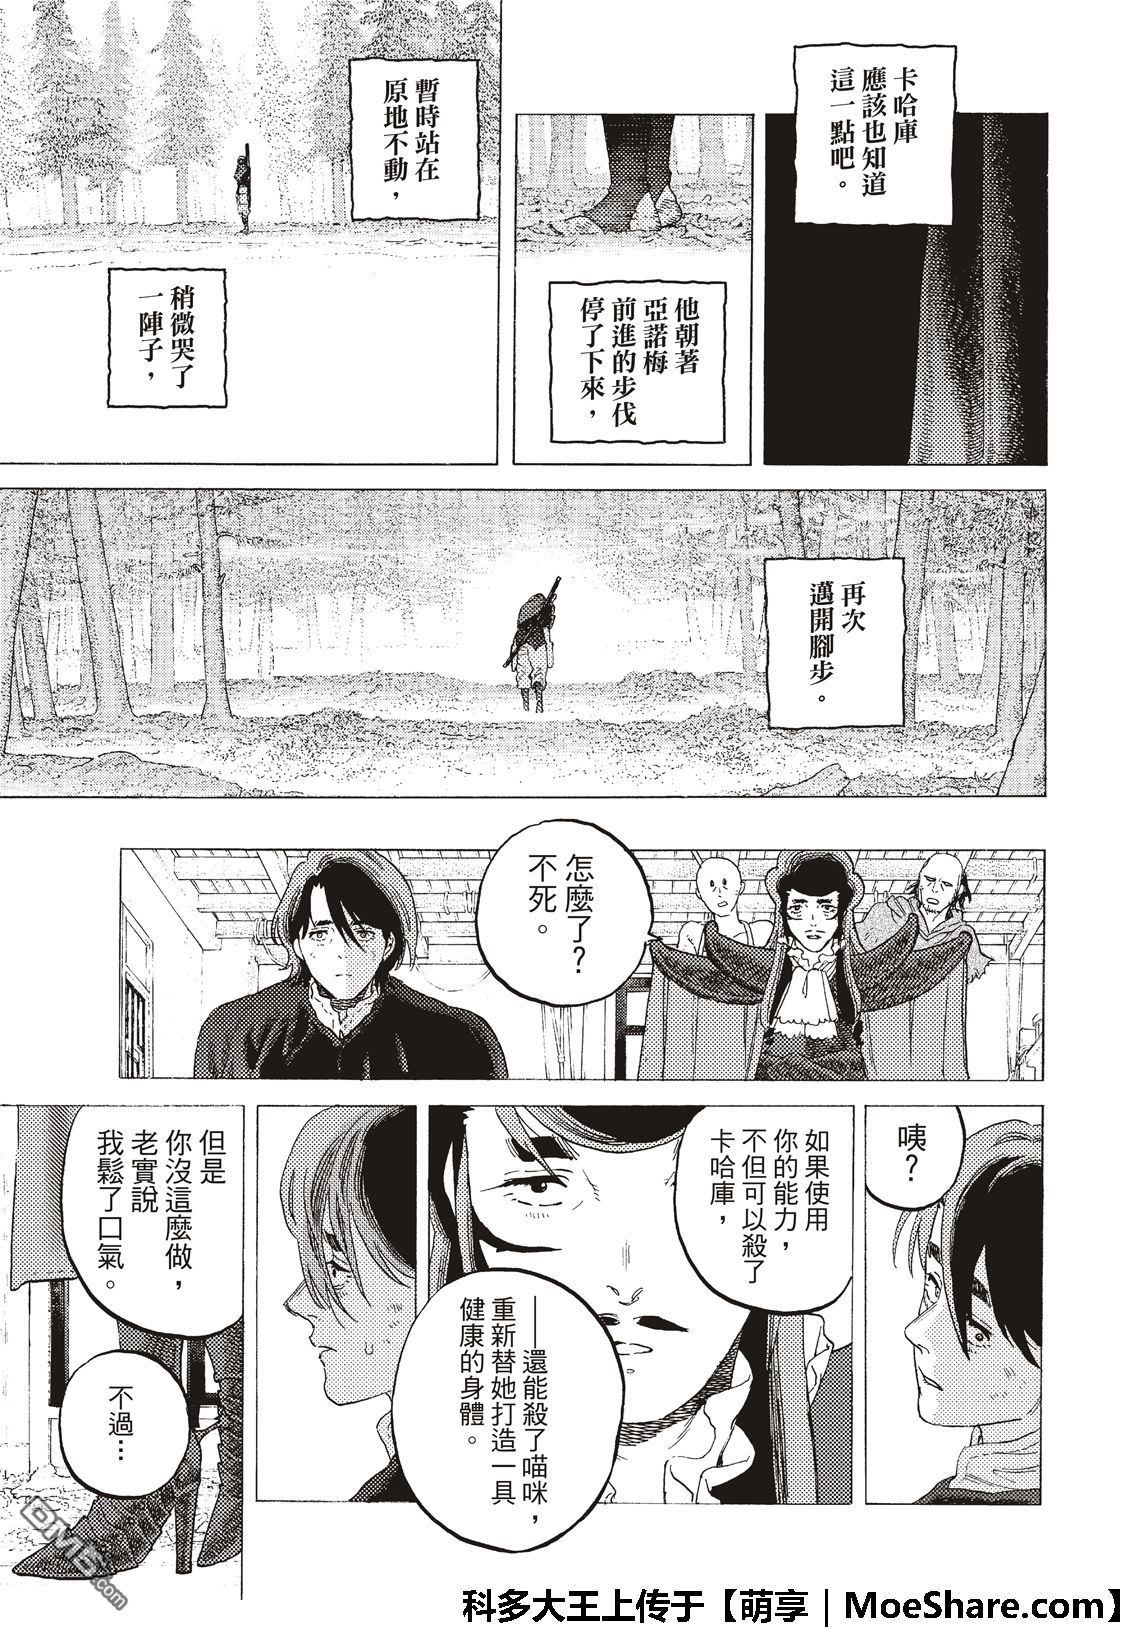 卡哈庫
應該也知道
這一點吧。
他朝著
亞諾梅
前進的步伐
停了下來，
暫時站在
原地不動，
稍微哭了
一陣子，
再次
邁開腳步。
怎麼了？
不死。
咦？
如果使用
你的能力，
不但可以殺了
卡哈庫，
——還能殺了喵咪，
重新替她打造一具
健康的身體。
但是
你沒這麼做，
老實說
我鬆了口氣。
不過…
DM5.com
科多大王上传于【萌享｜MoeShare.com】